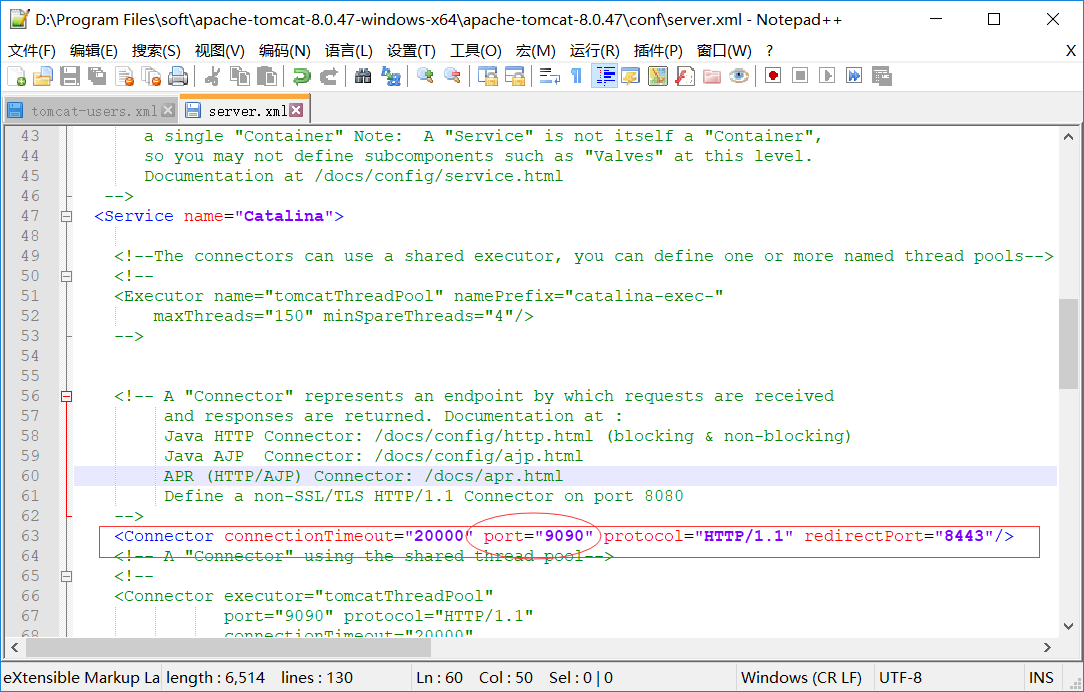 D:\Program Files\soft\apache-tomcat-8.0.47-windows-x64\apache-tomcat-8.0.47\conf\server.xml - Notepad++
文件(F) 编辑(E) 搜索(S) 视图(V) 编码(N) 语言(L) 设置(T) 工具(O) 宏(M) 运行(R) 插件(P) 窗口(W) ? X
tomcat-users.xml server.xml
43 a single "Container" Note:  A "Service" is not itself a "Container",
44 so you may not define subcomponents such as "Valves" at this level.
45 Documentation at /docs/config/service.html
46 -->
47 <Service name="Catalina">
48
49 <!--The connectors can use a shared executor, you can define one or more named thread pools-->
50 <!--
51 <Executor name="tomcatThreadPool" namePrefix="catalina-exec-"
52 maxThreads="150" minSpareThreads="4"/>
53 -->
54
55
56 <!-- A "Connector" represents an endpoint by which requests are received
57 and responses are returned. Documentation at :
58 Java HTTP Connector: /docs/config/http.html (blocking & non-blocking)
59 Java AJP  Connector: /docs/config/ajp.html
60 APR (HTTP/AJP) Connector: /docs/apr.html
61 Define a non-SSL/TLS HTTP/1.1 Connector on port 8080
62 -->
63 <Connector connectionTimeout="20000" port="9090" protocol="HTTP/1.1" redirectPort="8443"/>
64 <!-- A "Connector" using the shared thread pool-->
65 <!--
66 <Connector executor="tomcatThreadPool"
67 port="9090" protocol="HTTP/1.1"
68 connectionTimeout="20000"
eXtensible Markup La length : 6,514 lines : 130 Ln : 60 Col : 50 Sel : 0 | 0 Windows (CR LF) UTF-8 INS